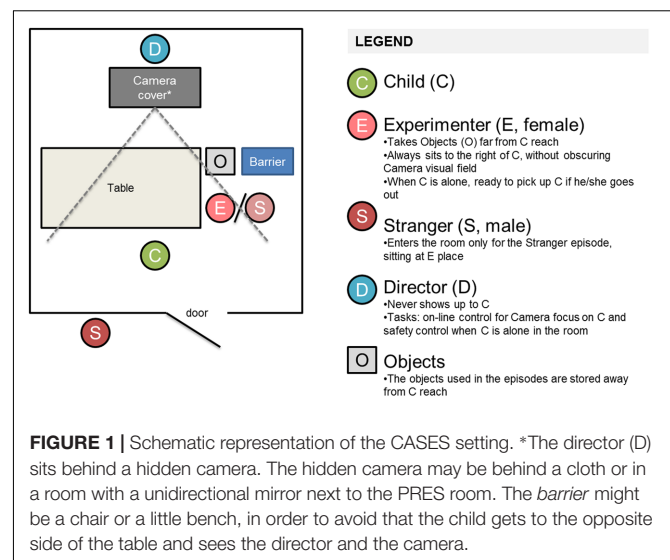 D
Camera
cover*
O
Barrier
Table
E / S
C
door
S
LEGEND
C Child (C)
E Experimenter (E, female)
•Takes Objects (O) far from C reach
•Always sits to the right of C, without obscuring
Camera visual field
•When C is alone, ready to pick up C if he/she goes
out
S Stranger (S, male)
•Enters the room only for the Stranger episode,
sitting at E place
D Director (D)
•Never shows up to C
•Tasks: on-line control for Camera focus on C and
safety control when C is alone in the room
O Objects
•The objects used in the episodes are stored away
from C reach
FIGURE 1 | Schematic representation of the CASES setting. *The director (D)
sits behind a hidden camera. The hidden camera may be behind a cloth or in
a room with a unidirectional mirror next to the PRES room. The barrier might
be a chair or a little bench, in order to avoid that the child gets to the opposite
side of the table and sees the director and the camera.